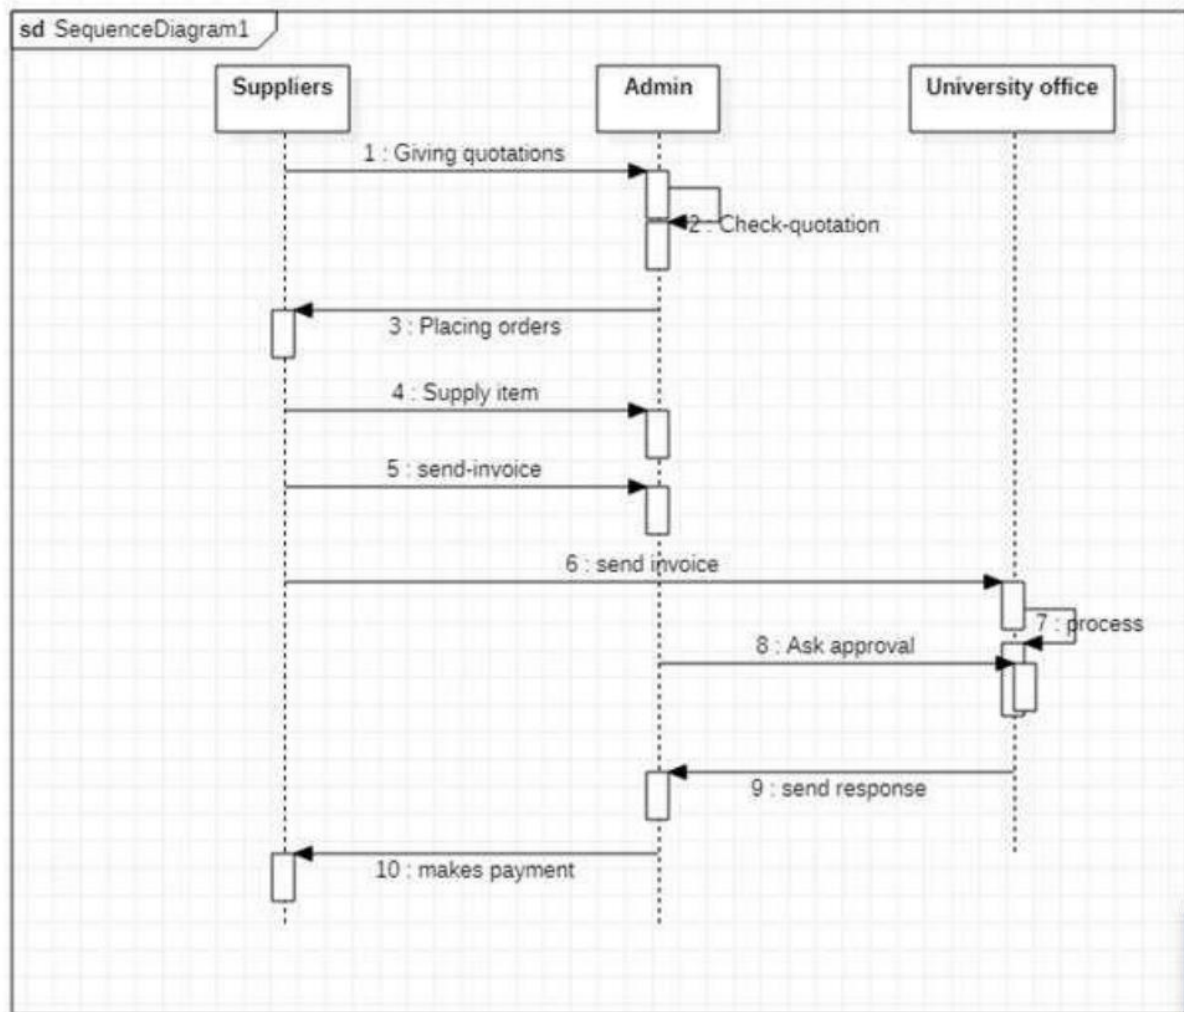 sd SequenceDiagram1
Suppliers
Admin
University office
1 : Giving quotations
2 : Check-quotation
3 : Placing orders
4 : Supply item
5 : send-invoice
6 : send invoice
7 : process
8 : Ask approval
9 : send response
10 : makes payment